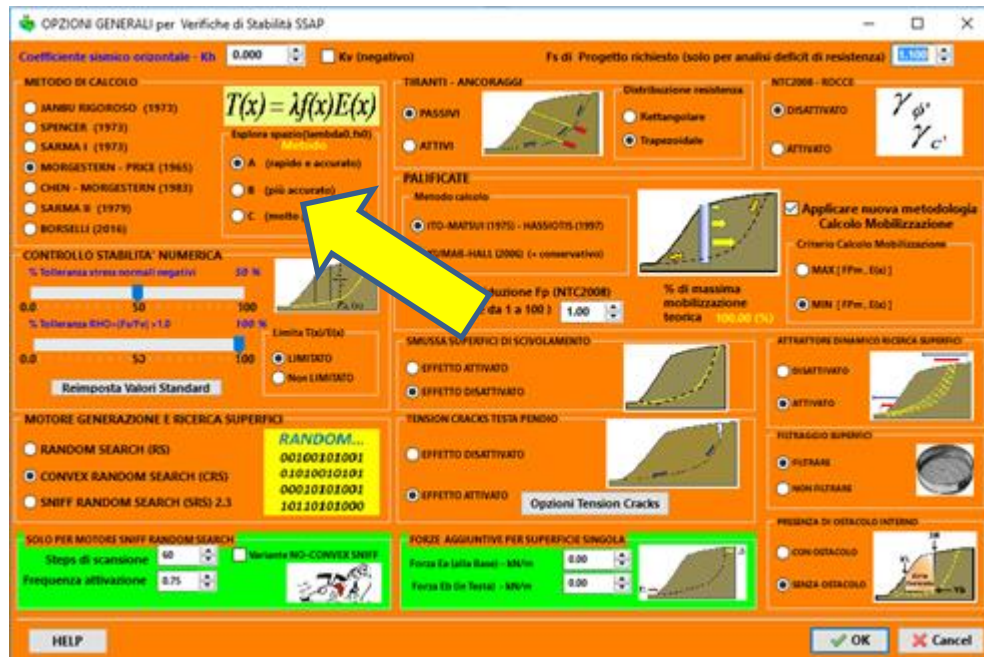 OPZIONI GENERALI per Verifiche di Stabilità SSAP
Coefficiente sismico orizontale - Kh 0.000 Kv (negativo) Fs di Progetto richiesto (solo per analisi deficit di resistenza) 1.100
METODO DI CALCOLO
JANBU RIGOROSO (1973)
SPENCER (1973)
SARMA I (1973)
MORGESTERN - PRICE (1965)
CHEN - MORGESTERN (1983)
SARMA II (1979)
BORSELLI (2016)
T(x) = λf(x)E(x)
Esplora spazio(lambda0,fs0)
Metodo
A (rapido e accurato)
B (più accurato)
C (molto
TIRANTI - ANCORAGGI
PASSIVI
ATTIVI
Distribuzione resistenza
Rettangolare
Trapezoidale
NTC2008 - ROCCE
DISATTIVATO
ATTIVATO
γφ'
γc'
PALIFICATE
Metodo calcolo
ITO-MATSUI (1975) - HASSIOTIS (1997)
KUMAR-HALL (2006) (+ conservativo)
duzione Fp (NTC2008)
da 1 a 100 ) 1.00
% di massima
mobilizzazione
teorica 100.00 (%)
Applicare nuova metodologia
Calcolo Mobilizzazione
Criterio Calcolo Mobilizzazione
MAX [ FPm , E(x) ]
MIN [ FPm , E(x) ]
CONTROLLO STABILITA' NUMERICA
% Tolleranza stress normali negativi 50 %
0.0 50 100
% Tolleranza RHO=(Fs/Fv) >1.0 100 %
0.0 50 100
Reimposta Valori Standard
Limita T(x)/E(x)
LIMITATO
Non LIMITATO
SMUSSA SUPERFICI DI SCIVOLAMENTO
EFFETTO ATTIVATO
EFFETTO DISATTIVATO
ATTRATTORE DINAMICO RICERCA SUPERFICI
DISATTIVATO
ATTIVATO
MOTORE GENERAZIONE E RICERCA SUPERFICI
RANDOM SEARCH (RS)
CONVEX RANDOM SEARCH (CRS)
SNIFF RANDOM SEARCH (SRS) 2.3
RANDOM...
00100101001
01010010101
00010101001
10110101000
TENSION CRACKS TESTA PENDIO
EFFETTO DISATTIVATO
EFFETTO ATTIVATO
Opzioni Tension Cracks
FILTRAGGIO SUPERFICI
FILTRARE
NON FILTRARE
SOLO PER MOTORE SNIFF RANDOM SEARCH
Steps di scansione 60
Variante NO-CONVEX SNIFF
Frequenza attivazione 0.75
FORZE AGGIUNTIVE PER SUPERFICIE SINGOLA
Forza Ea (alla Base) - kN/m 0.00
Forza Eb (in Testa) - kN/m 0.00
PRESENZA DI OSTACOLO INTERNO
CON OSTACOLO
SENZA OSTACOLO
HELP
OK
Cancel